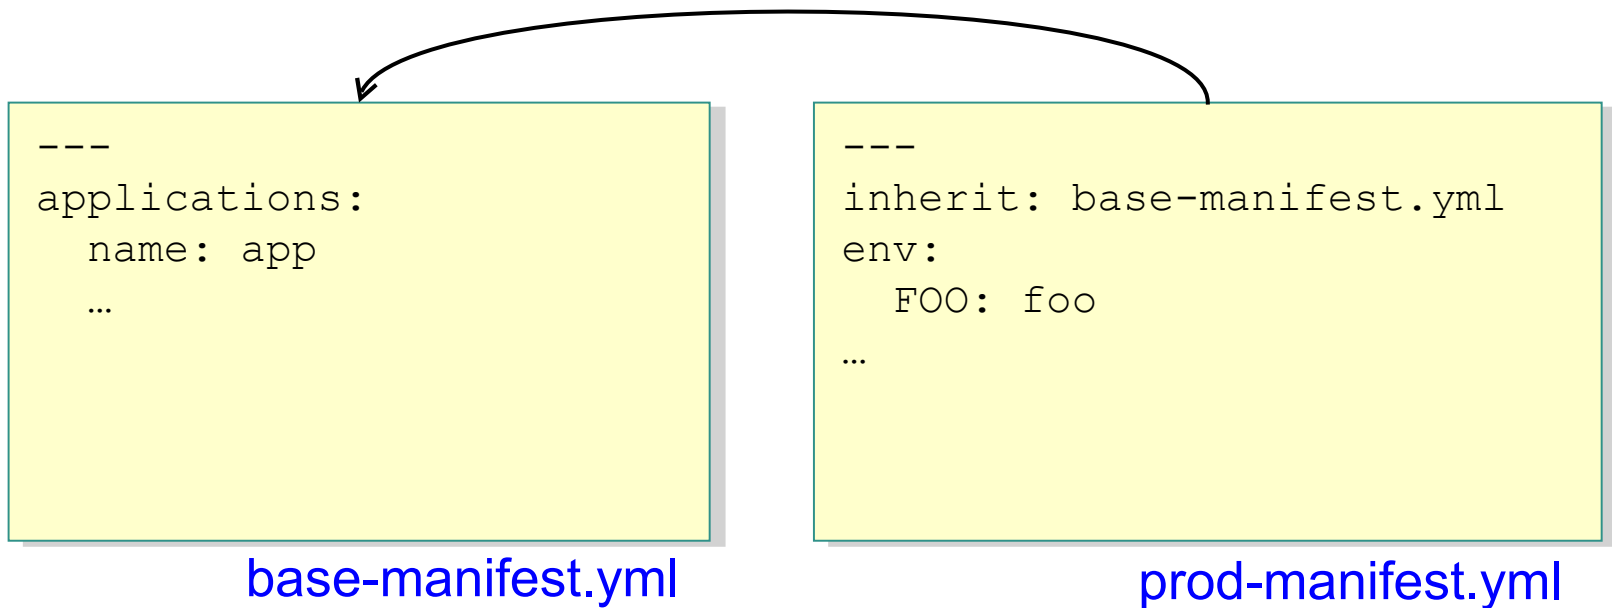 ---
applications:
  name: app
  …
base-manifest.yml
---
inherit: base-manifest.yml
env:
  FOO: foo
…
prod-manifest.yml